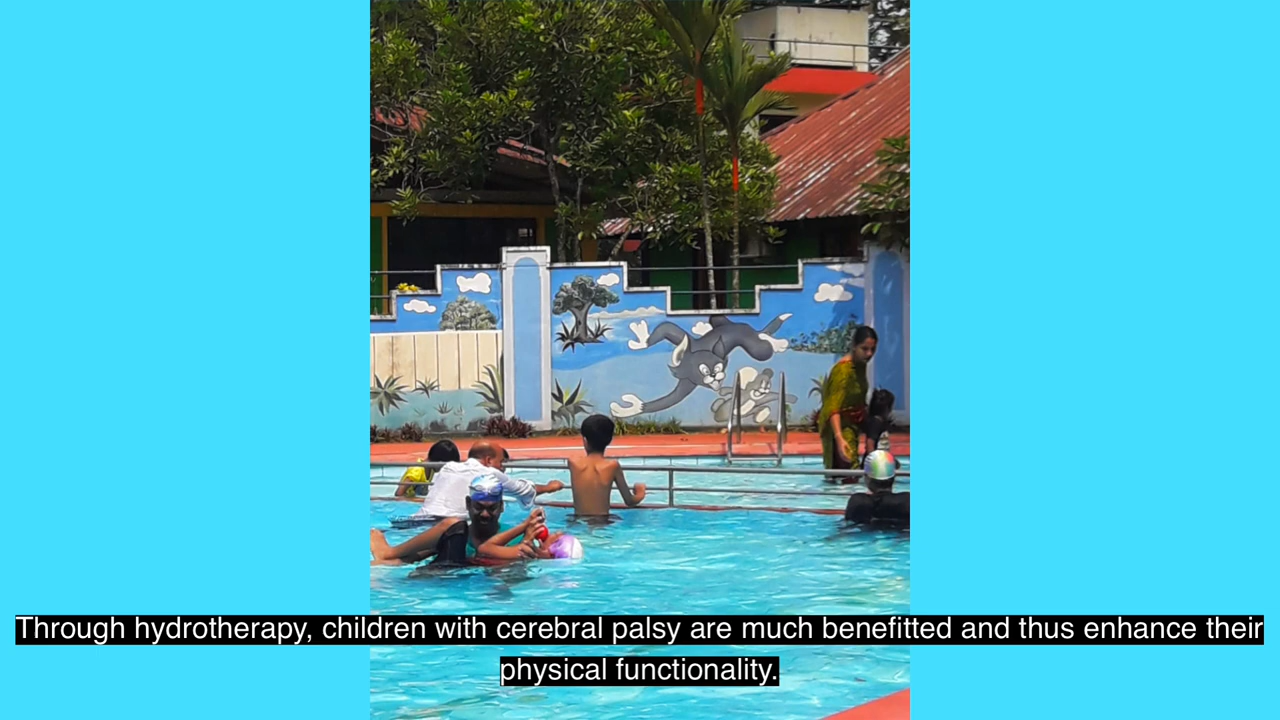 Through hydrotherapy, children with cerebral palsy are much benefitted and thus enhance their
physical functionality.